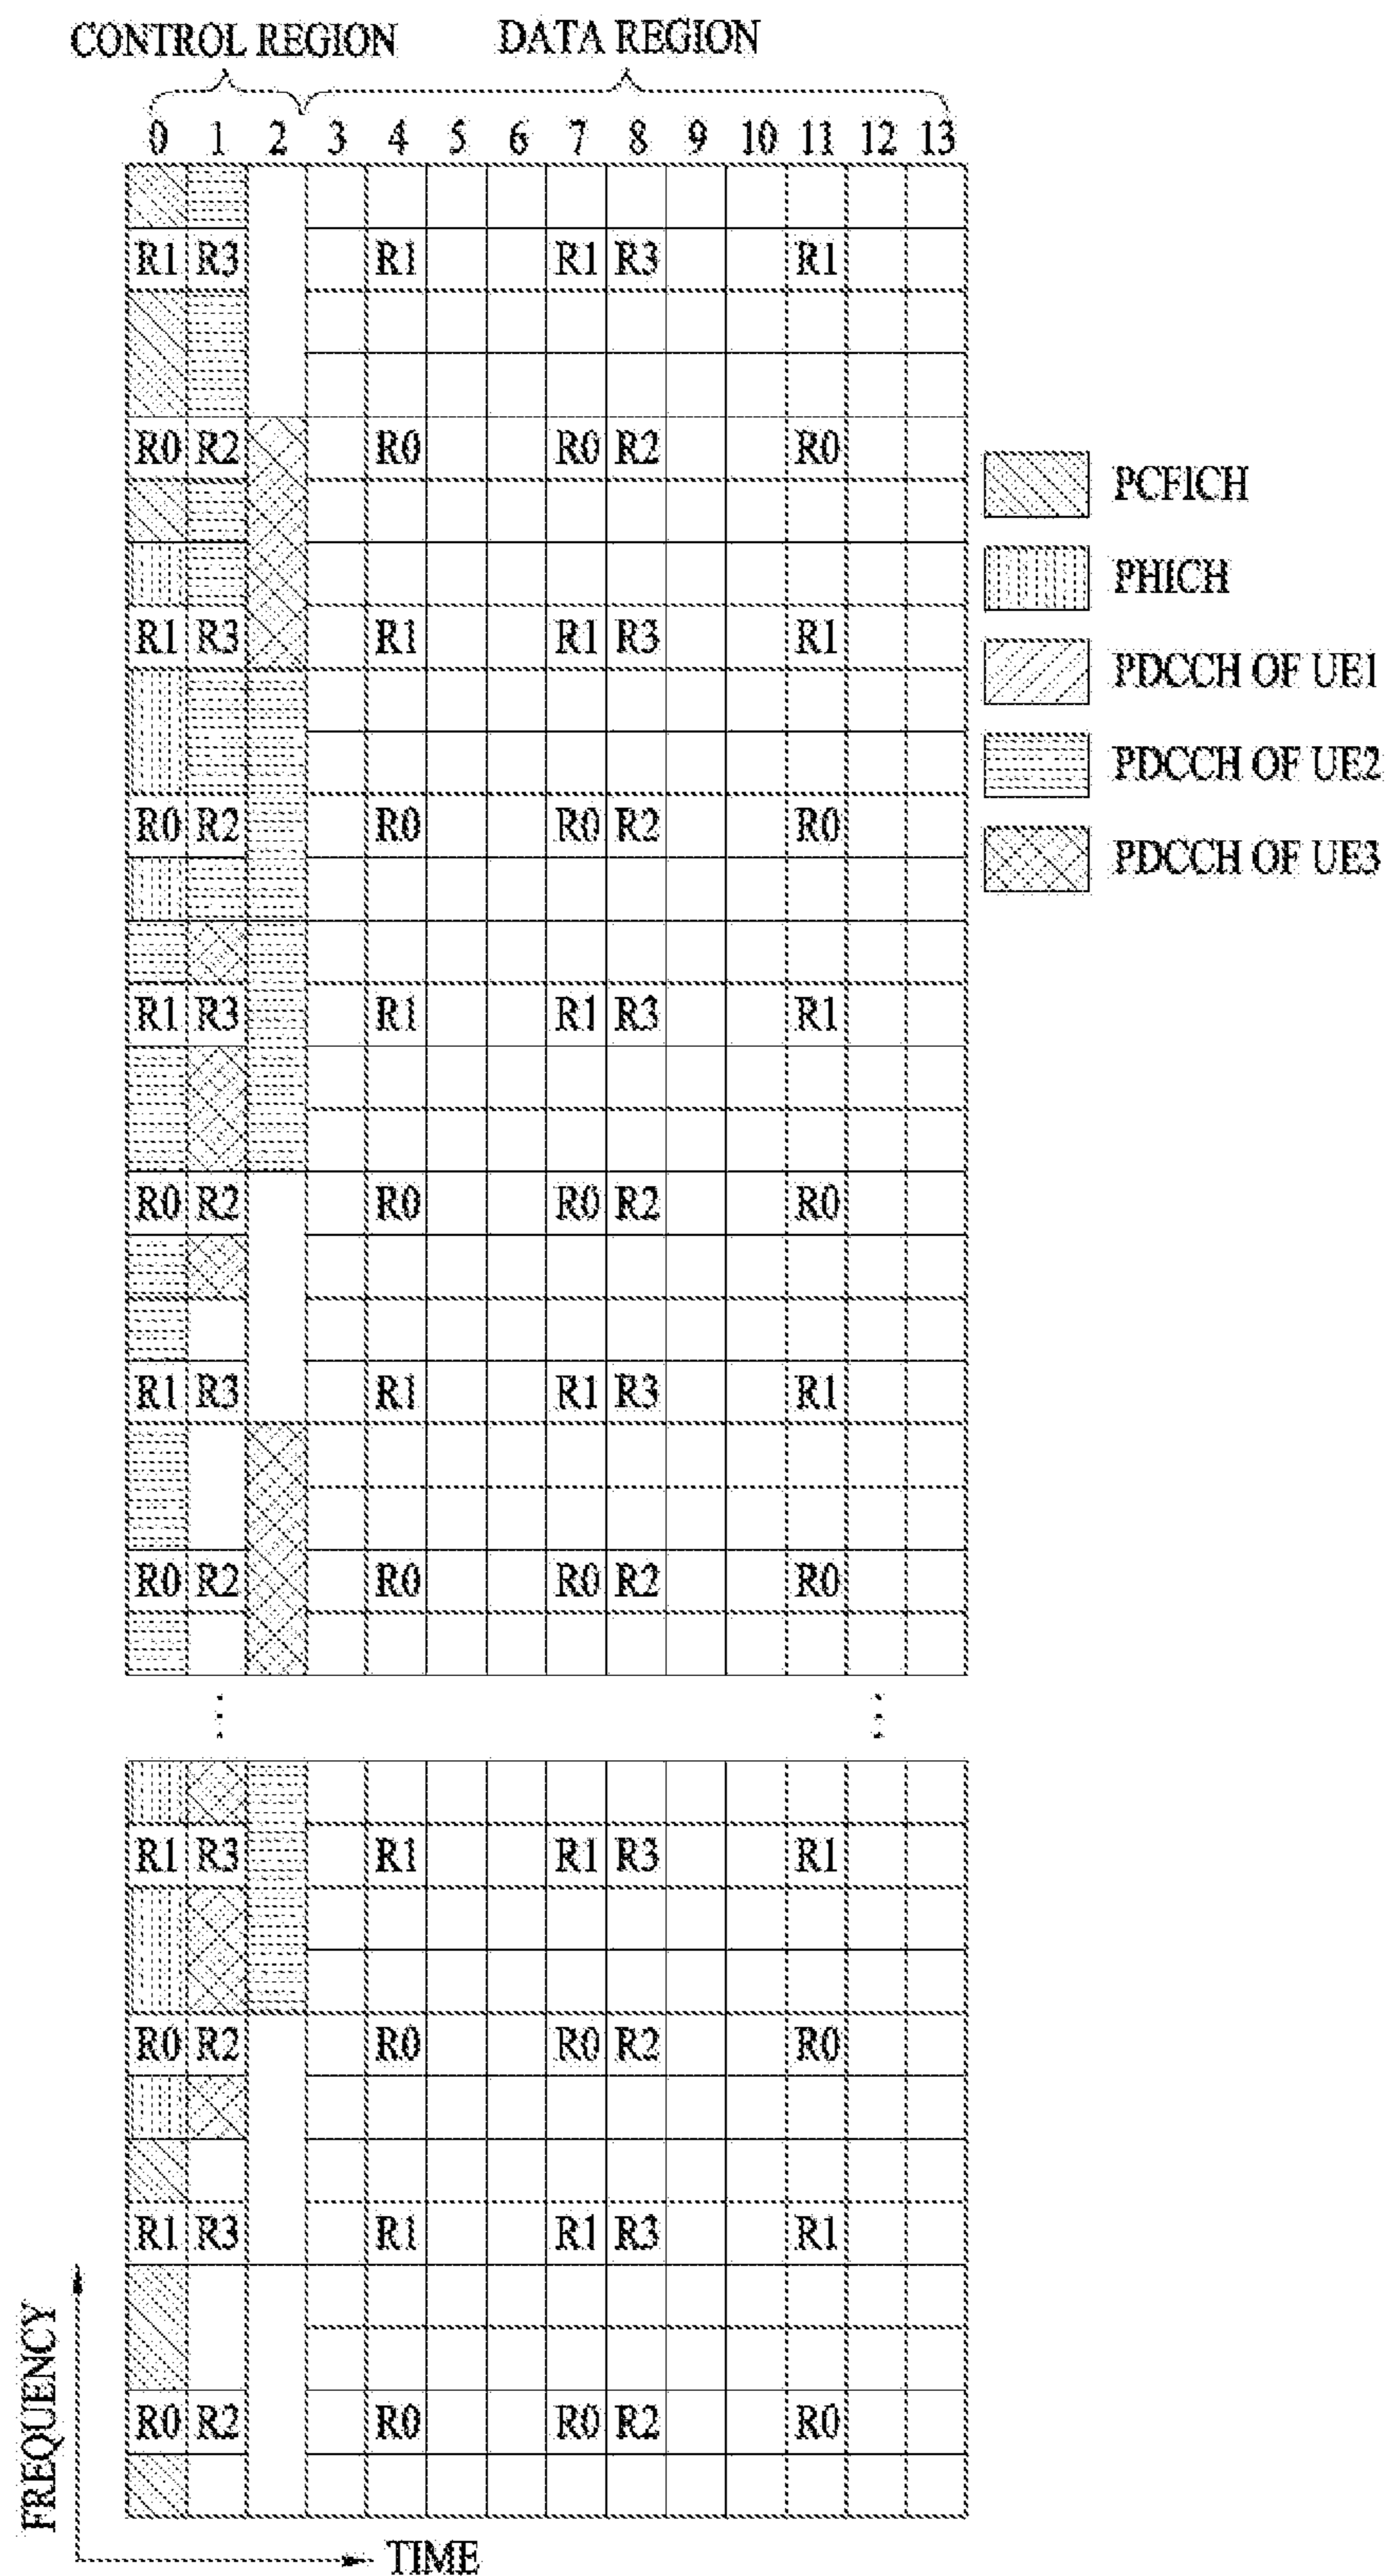 CONTROL REGION DATA REGION
0 1 2 3 4 5 6 7 8 9 10 11 12 13
R1 R3 R1 R1 R3 R1
R0 R2 R0 R0 R2 R0
PCFICH
PHICH
R1 R3 R1 R1 R3 R1
PDCCH OF UE1
PDCCH OF UE2
R0 R2 R0 R0 R2 R0
PDCCH OF UE3
R1 R3 R1 R1 R3 R1
R0 R2 R0 R0 R2 R0
R1 R3 R1 R1 R3 R1
R0 R2 R0 R0 R2 R0
R1 R3 R1 R1 R3 R1
R0 R2 R0 R0 R2 R0
R1 R3 R1 R1 R3 R1
R0 R2 R0 R0 R2 R0
FREQUENCY
TIME